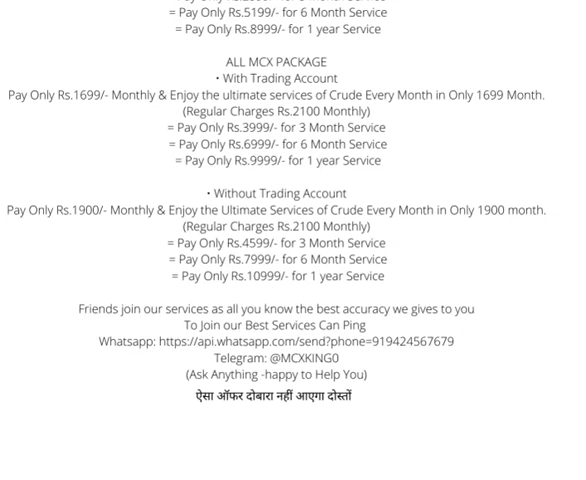 = Pay Only Rs.5199/- for 6 Month Service
= Pay Only Rs.8999/- for 1 year Service
ALL MCX PACKAGE
• With Trading Account
Pay Only Rs.1699/- Monthly & Enjoy the ultimate services of Crude Every Month in Only 1699 Month.
(Regular Charges Rs.2100 Monthly)
= Pay Only Rs.3999/- for 3 Month Service
= Pay Only Rs.6999/- for 6 Month Service
= Pay Only Rs.9999/- for 1 year Service
• Without Trading Account
Pay Only Rs.1900/- Monthly & Enjoy the Ultimate Services of Crude Every Month in Only 1900 month.
(Regular Charges Rs.2100 Monthly)
= Pay Only Rs.4599/- for 3 Month Service
= Pay Only Rs.7999/- for 6 Month Service
= Pay Only Rs.10999/- for 1 year Service
Friends join our services as all you know the best accuracy we gives to you
To Join our Best Services Can Ping
Whatsapp: https://api.whatsapp.com/send?phone=919424567679
Telegram: @MCXKING0
(Ask Anything -happy to Help You)
ऐसा ऑफर दोबारा नहीं आएगा दोस्तों